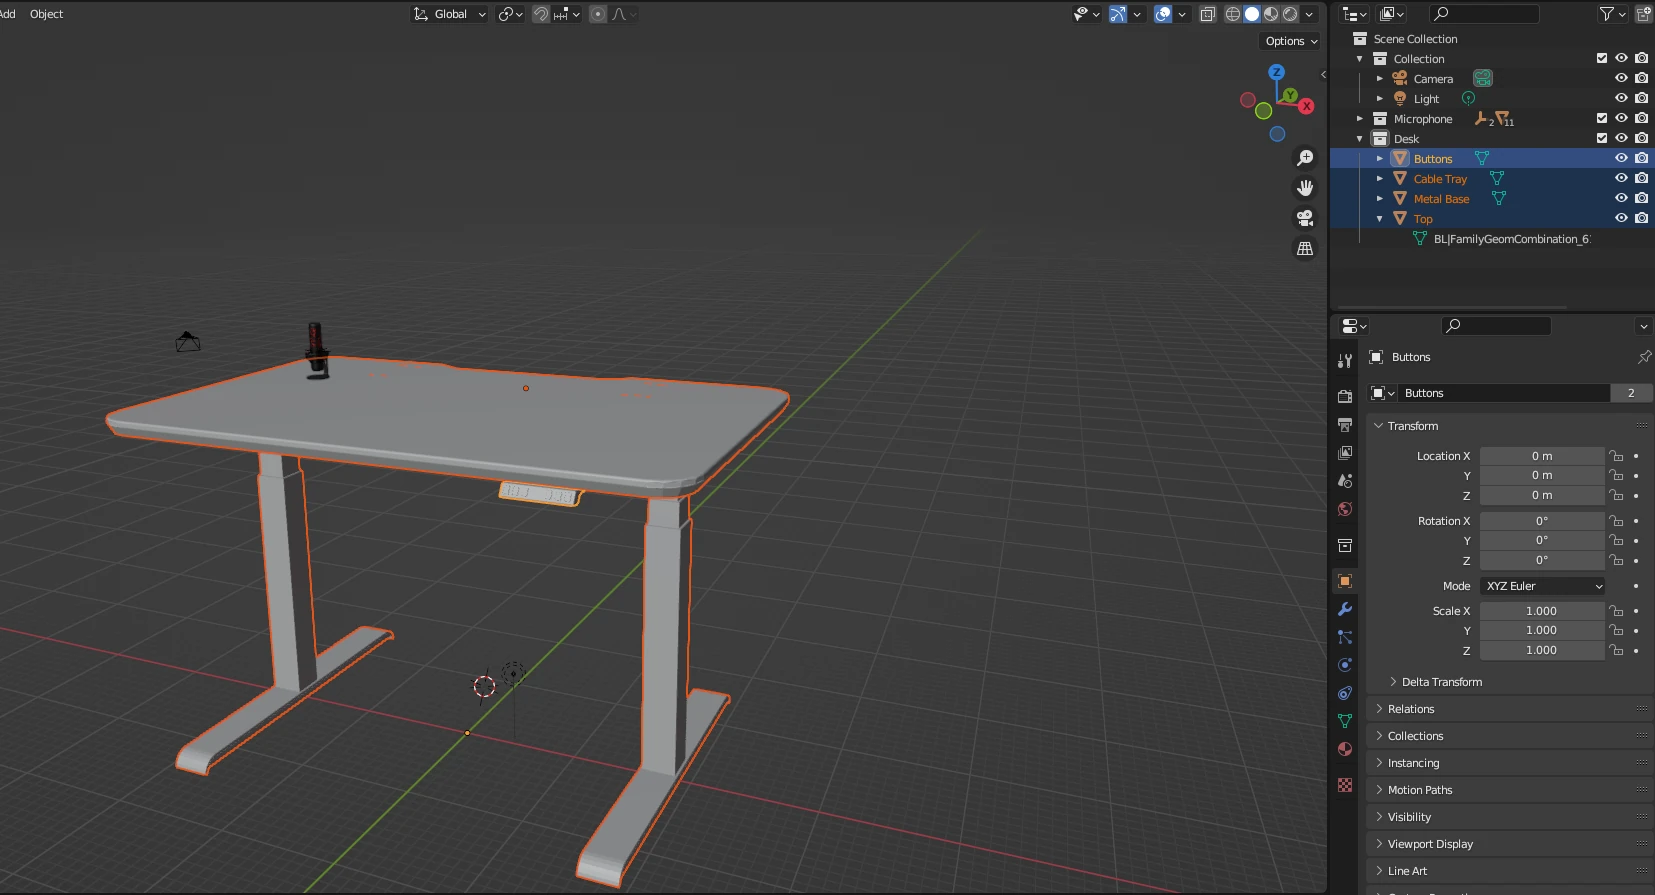 Add Object
Global
Options
Z
Y
X
Scene Collection
Collection
Camera
Light
Microphone 2 11
Desk
Buttons
Cable Tray
Metal Base
Top
BL|FamilyGeomCombination_6
Buttons
Buttons 2
Transform
Location X 0 m
Y 0 m
Z 0 m
Rotation X 0°
Y 0°
Z 0°
Mode XYZ Euler
Scale X 1.000
Y 1.000
Z 1.000
Delta Transform
Relations
Collections
Instancing
Motion Paths
Visibility
Viewport Display
Line Art